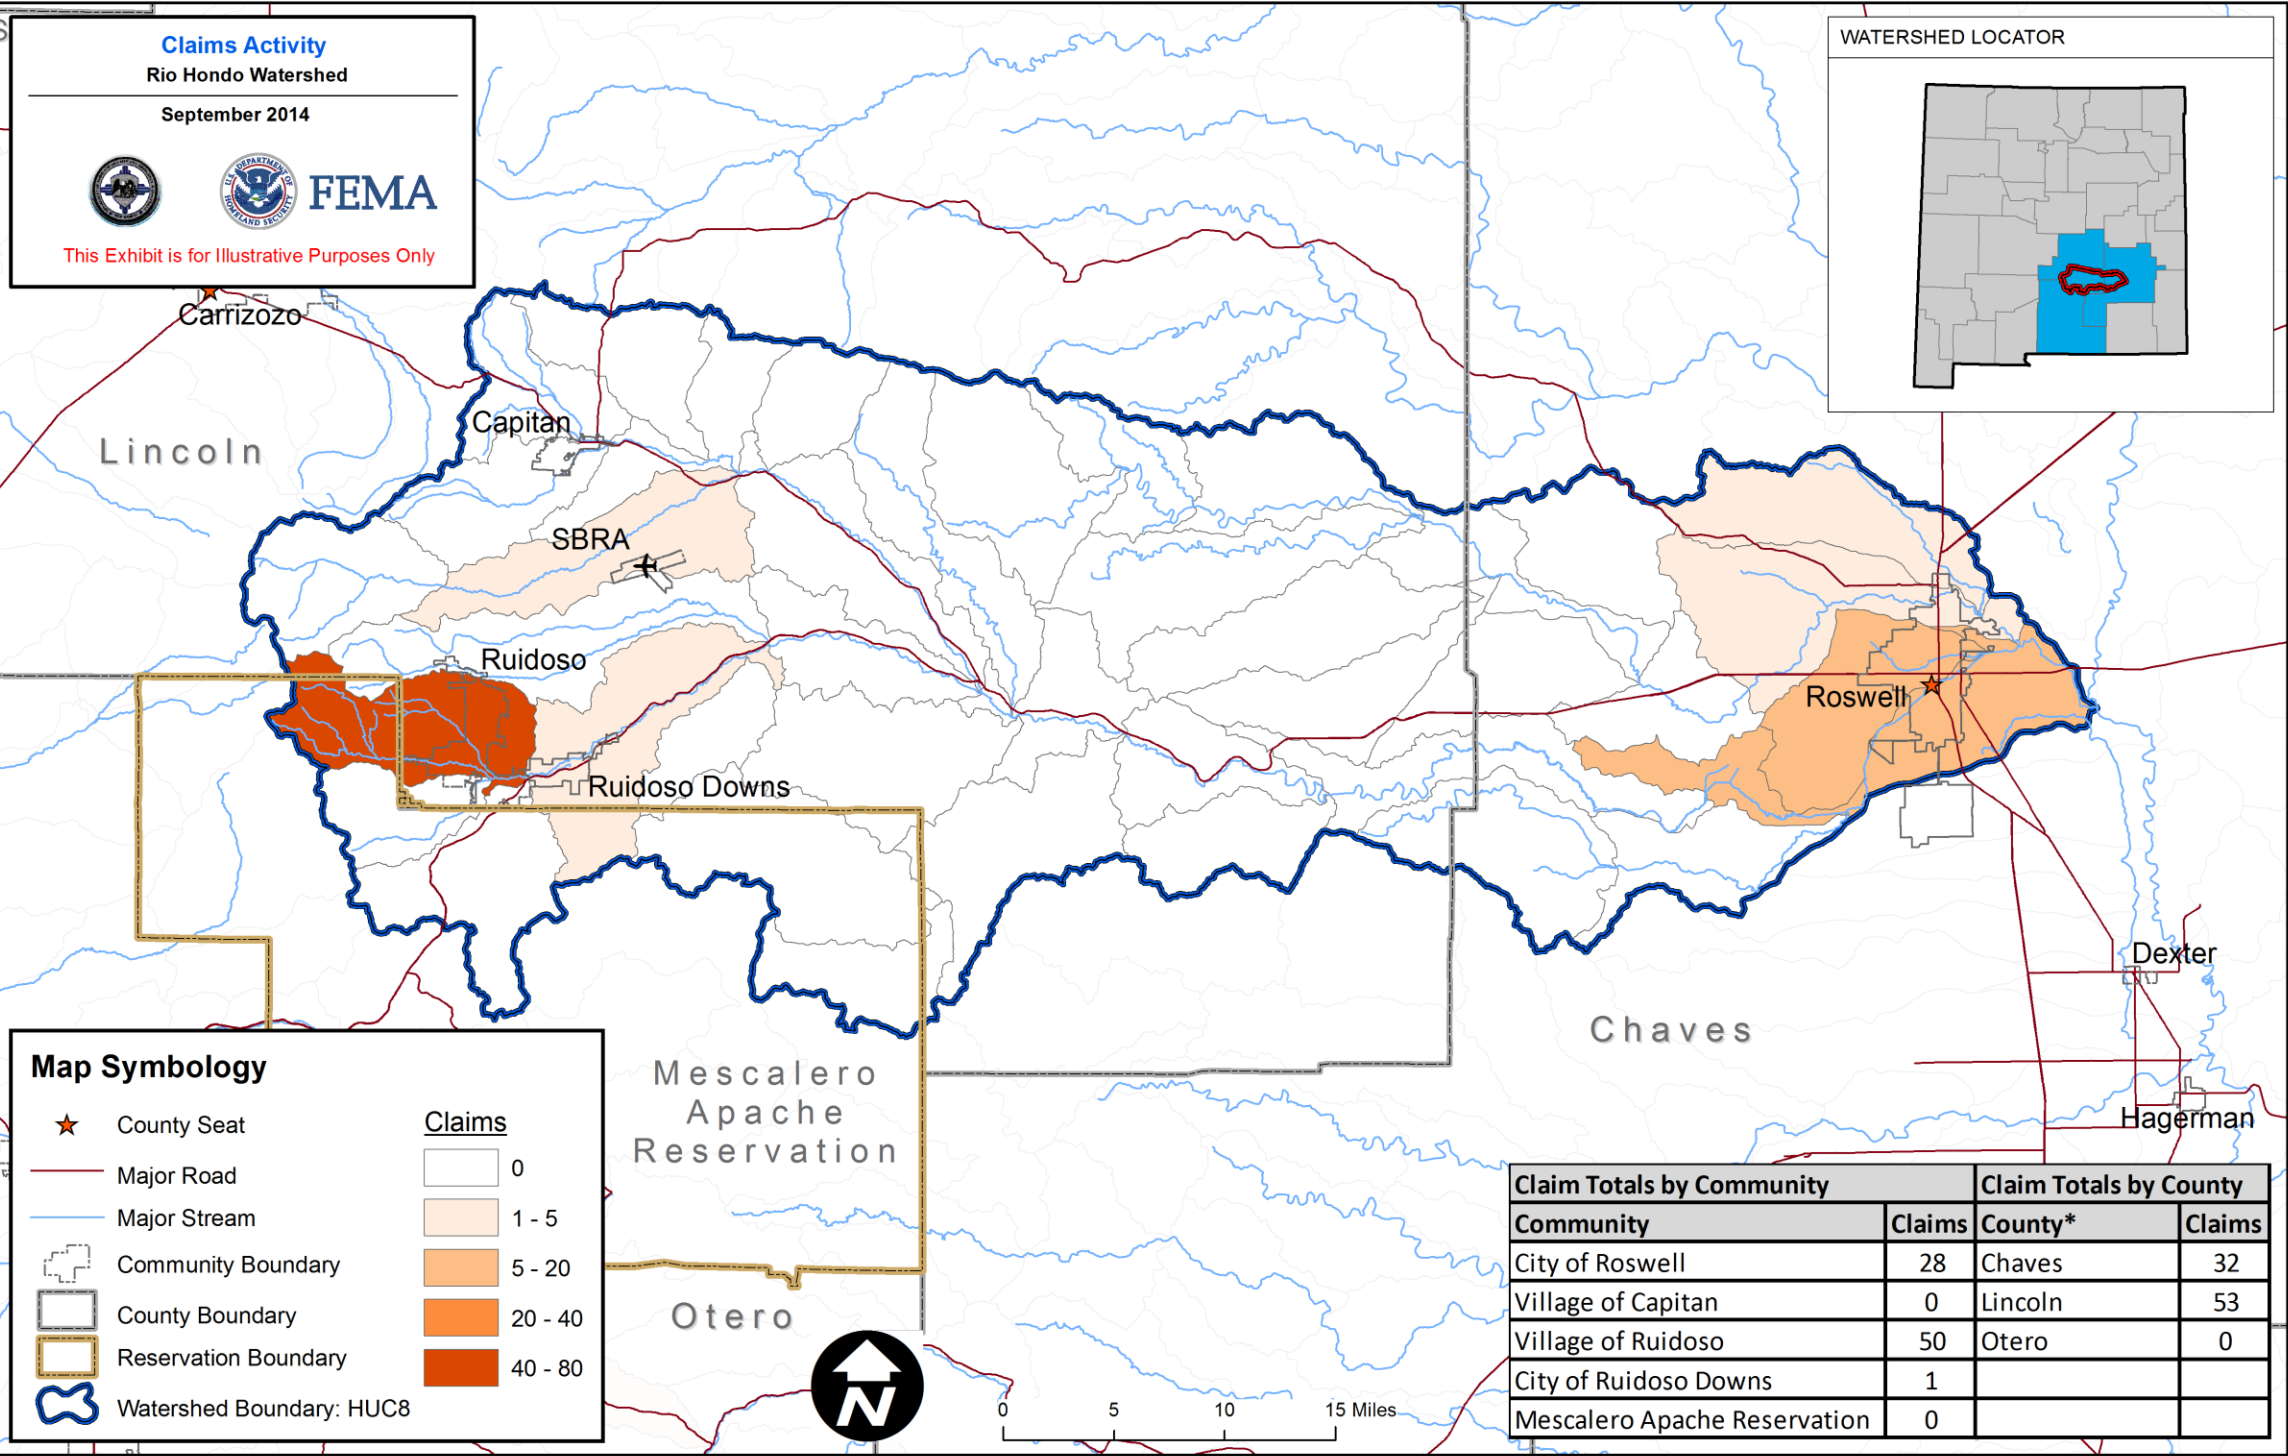 Claims Activity
Rio Hondo Watershed
September 2014
U.S. DEPARTMENT OF
HOMELAND SECURITY
FEMA
This Exhibit is for Illustrative Purposes Only
WATERSHED LOCATOR
Carrizozo
Lincoln
Capitan
SBRA
Ruidoso
Ruidoso Downs
Roswell
Dexter
Chaves
Hagerman
Mescalero
Apache
Reservation
Otero
Map Symbology
County Seat
Major Road
Major Stream
Community Boundary
County Boundary
Reservation Boundary
Watershed Boundary: HUC8
Claims
0
1 - 5
5 - 20
20 - 40
40 - 80
N
0 5 10 15 Miles
Claim Totals by Community Claim Totals by County
Community Claims County* Claims
City of Roswell 28 Chaves 32
Village of Capitan 0 Lincoln 53
Village of Ruidoso 50 Otero 0
City of Ruidoso Downs 1
Mescalero Apache Reservation 0